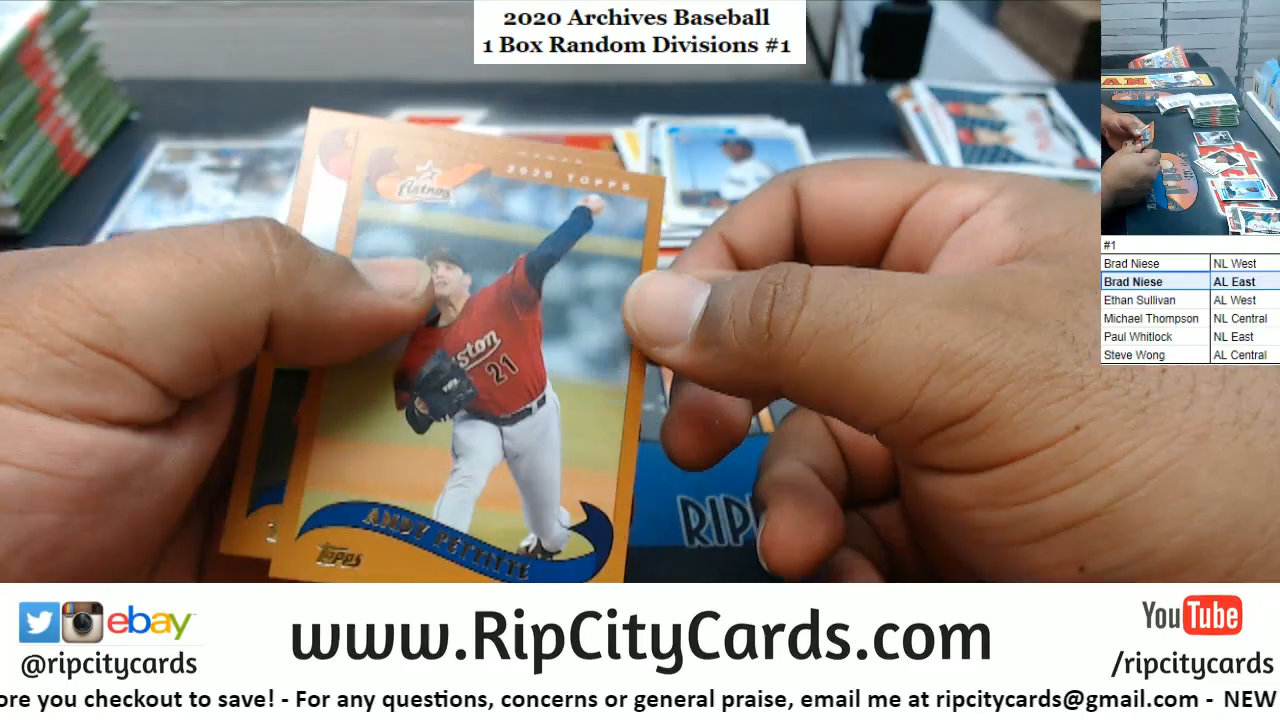 2020 Archives Baseball
1 Box Random Divisions #1
Astros
2020 TOPPS
ston
21
ANDY PETTITTE
Topps
RIP
#1
Brad Niese NL West
Brad Niese AL East
Ethan Sullivan AL West
Michael Thompson NL Central
Paul Whitlock NL East
Steve Wong AL Central
ebay
@ripcitycards
www.RipCityCards.com
YouTube
/ripcitycards
ore you checkout to save! - For any questions, concerns or general praise, email me at ripcitycards@gmail.com - NEW